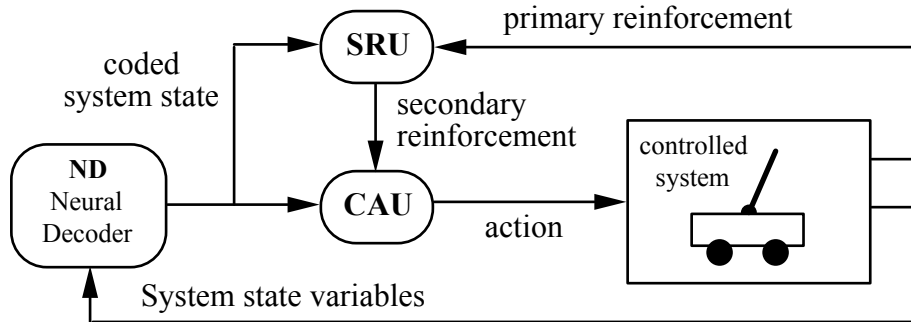 primary reinforcement
SRU
coded
system state
secondary
reinforcement
controlled
system
ND
Neural
Decoder
CAU
action
System state variables